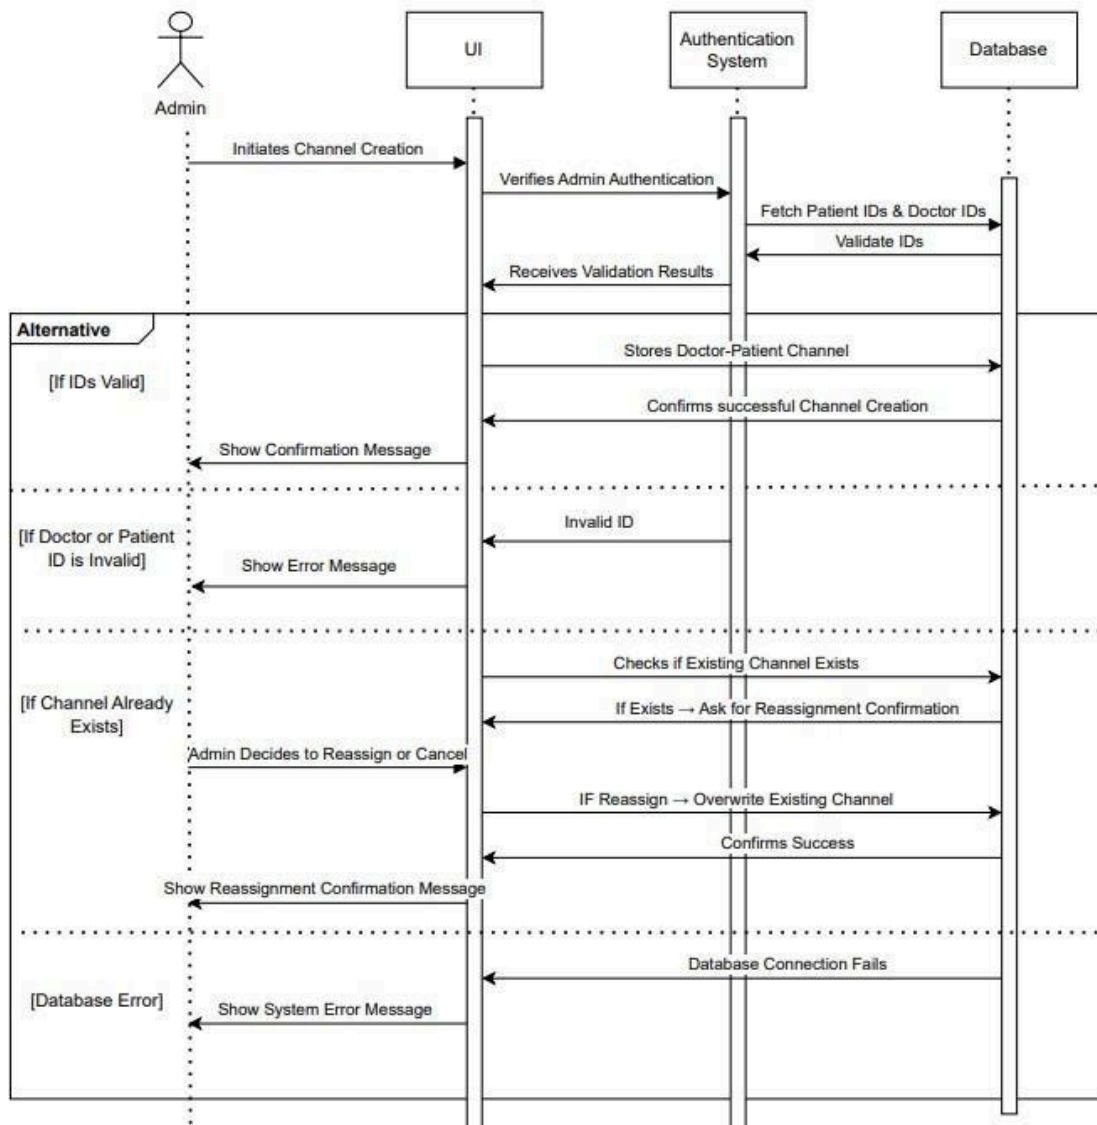 UI
Authentication
System
Database
Admin
Initiates Channel Creation
Verifies Admin Authentication
Fetch Patient IDs & Doctor IDs
Validate IDs
Receives Validation Results
Alternative
[If IDs Valid]
Stores Doctor-Patient Channel
Confirms successful Channel Creation
Show Confirmation Message
[If Doctor or Patient
ID is Invalid]
Invalid ID
Show Error Message
Checks if Existing Channel Exists
[If Channel Already
Exists]
If Exists → Ask for Reassignment Confirmation
Admin Decides to Reassign or Cancel
IF Reassign → Overwrite Existing Channel
Confirms Success
Show Reassignment Confirmation Message
Database Connection Fails
[Database Error]
Show System Error Message